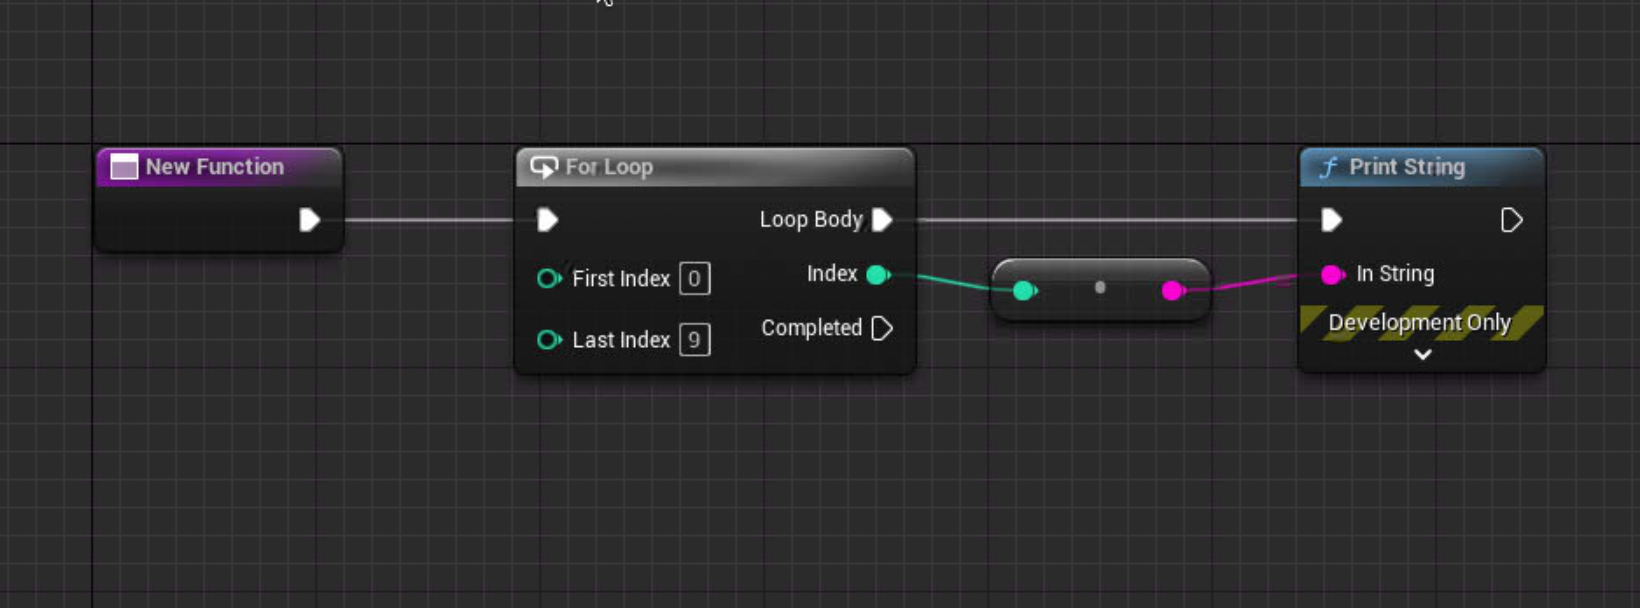 New Function
For Loop
Loop Body
First Index 0
Index
Last Index 9
Completed
Print String
In String
Development Only